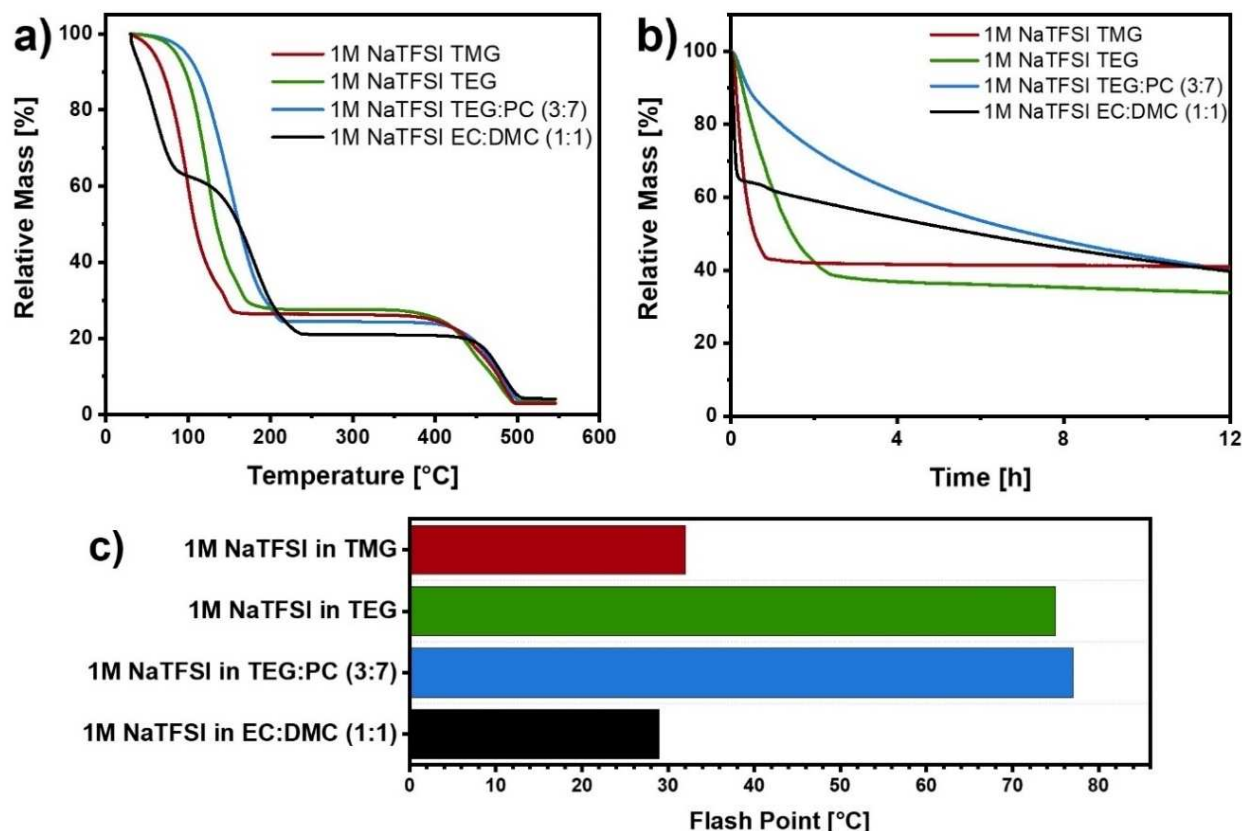 a)
1M NaTFSI TMG
1M NaTFSI TEG
1M NaTFSI TEG:PC (3:7)
1M NaTFSI EC:DMC (1:1)
Relative Mass [%]
100
80
60
40
20
0
0 100 200 300 400 500 600
Temperature [°C]
b)
1M NaTFSI TMG
1M NaTFSI TEG
1M NaTFSI TEG:PC (3:7)
1M NaTFSI EC:DMC (1:1)
Relative Mass [%]
100
80
60
40
20
0
0 4 8 12
Time [h]
c)
1M NaTFSI in TMG
1M NaTFSI in TEG
1M NaTFSI in TEG:PC (3:7)
1M NaTFSI in EC:DMC (1:1)
0 10 20 30 40 50 60 70 80
Flash Point [°C]